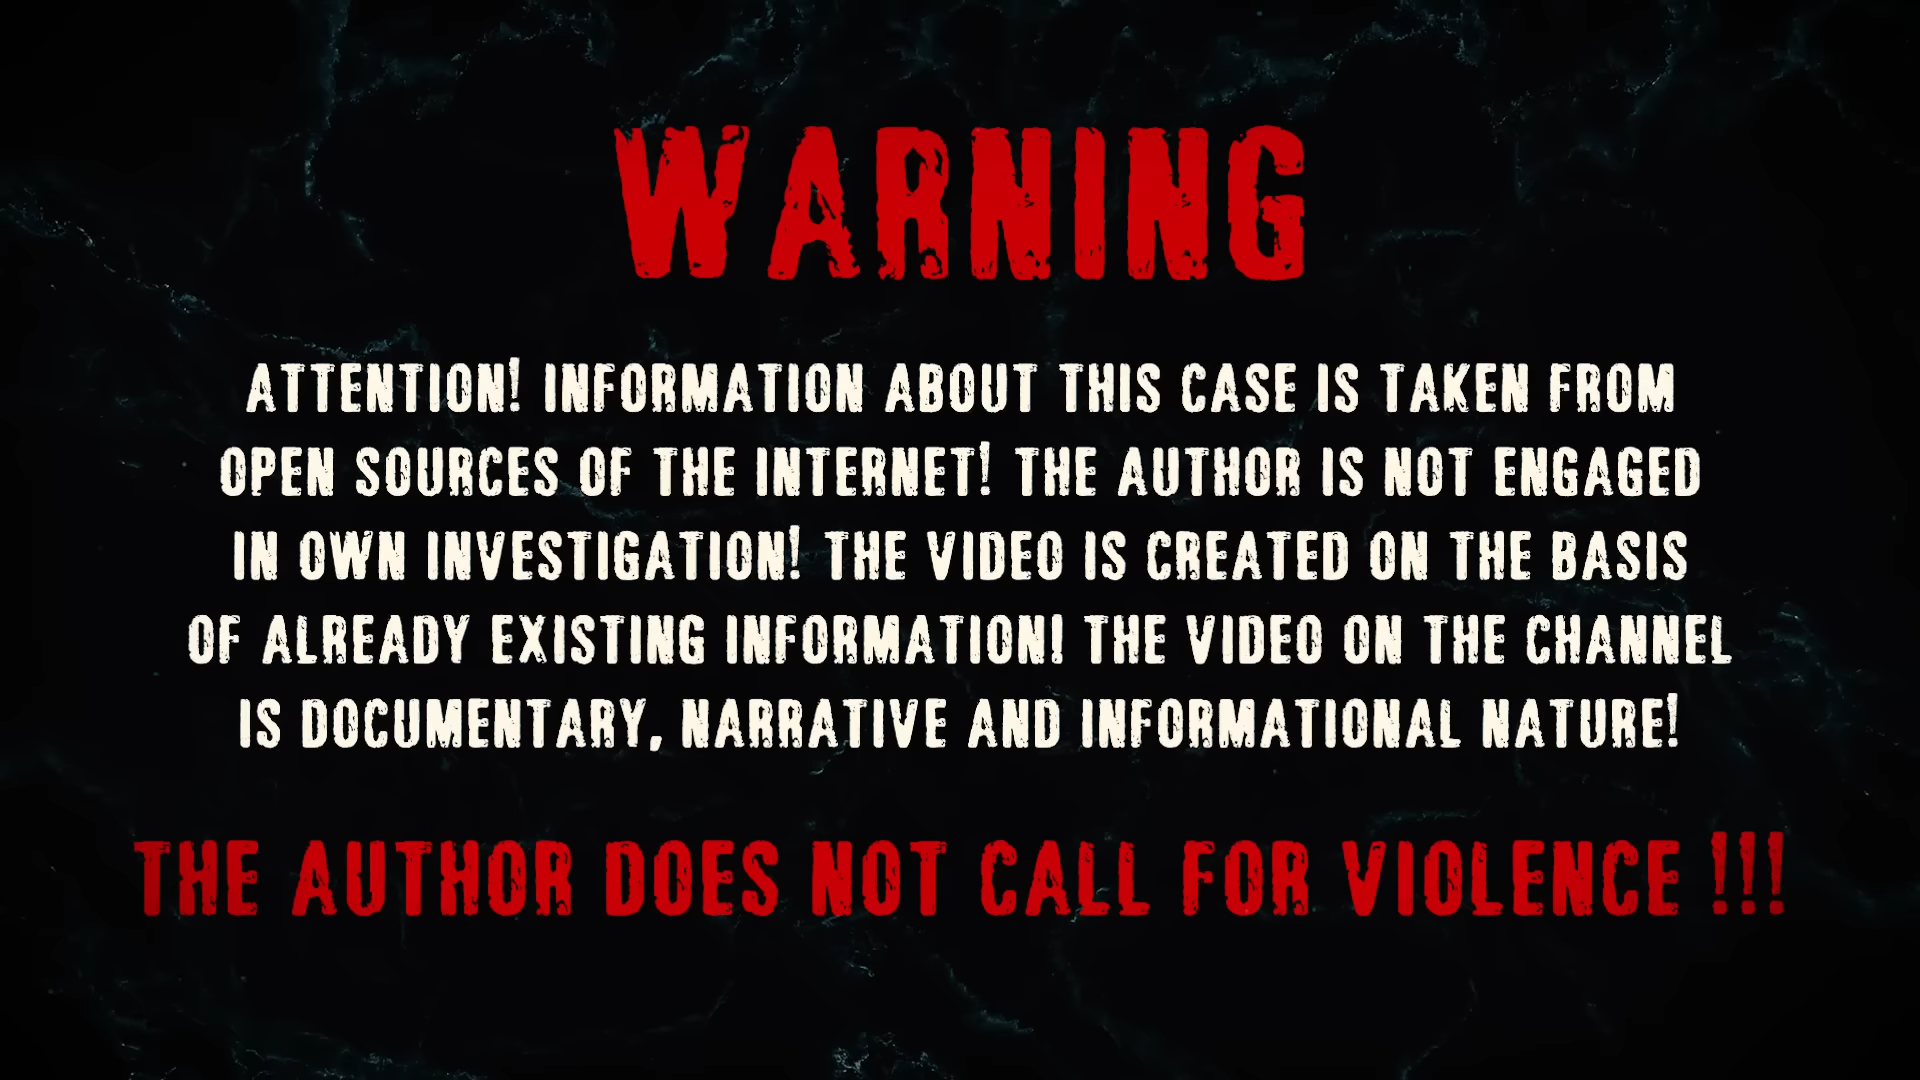 WARNING
ATTENTION! INFORMATION ABOUT THIS CASE IS TAKEN FROM
OPEN SOURCES OF THE INTERNET! THE AUTHOR IS NOT ENGAGED
IN OWN INVESTIGATION! THE VIDEO IS CREATED ON THE BASIS
OF ALREADY EXISTING INFORMATION! THE VIDEO ON THE CHANNEL
IS DOCUMENTARY, NARRATIVE AND INFORMATIONAL NATURE!
THE AUTHOR DOES NOT CALL FOR VIOLENCE !!!